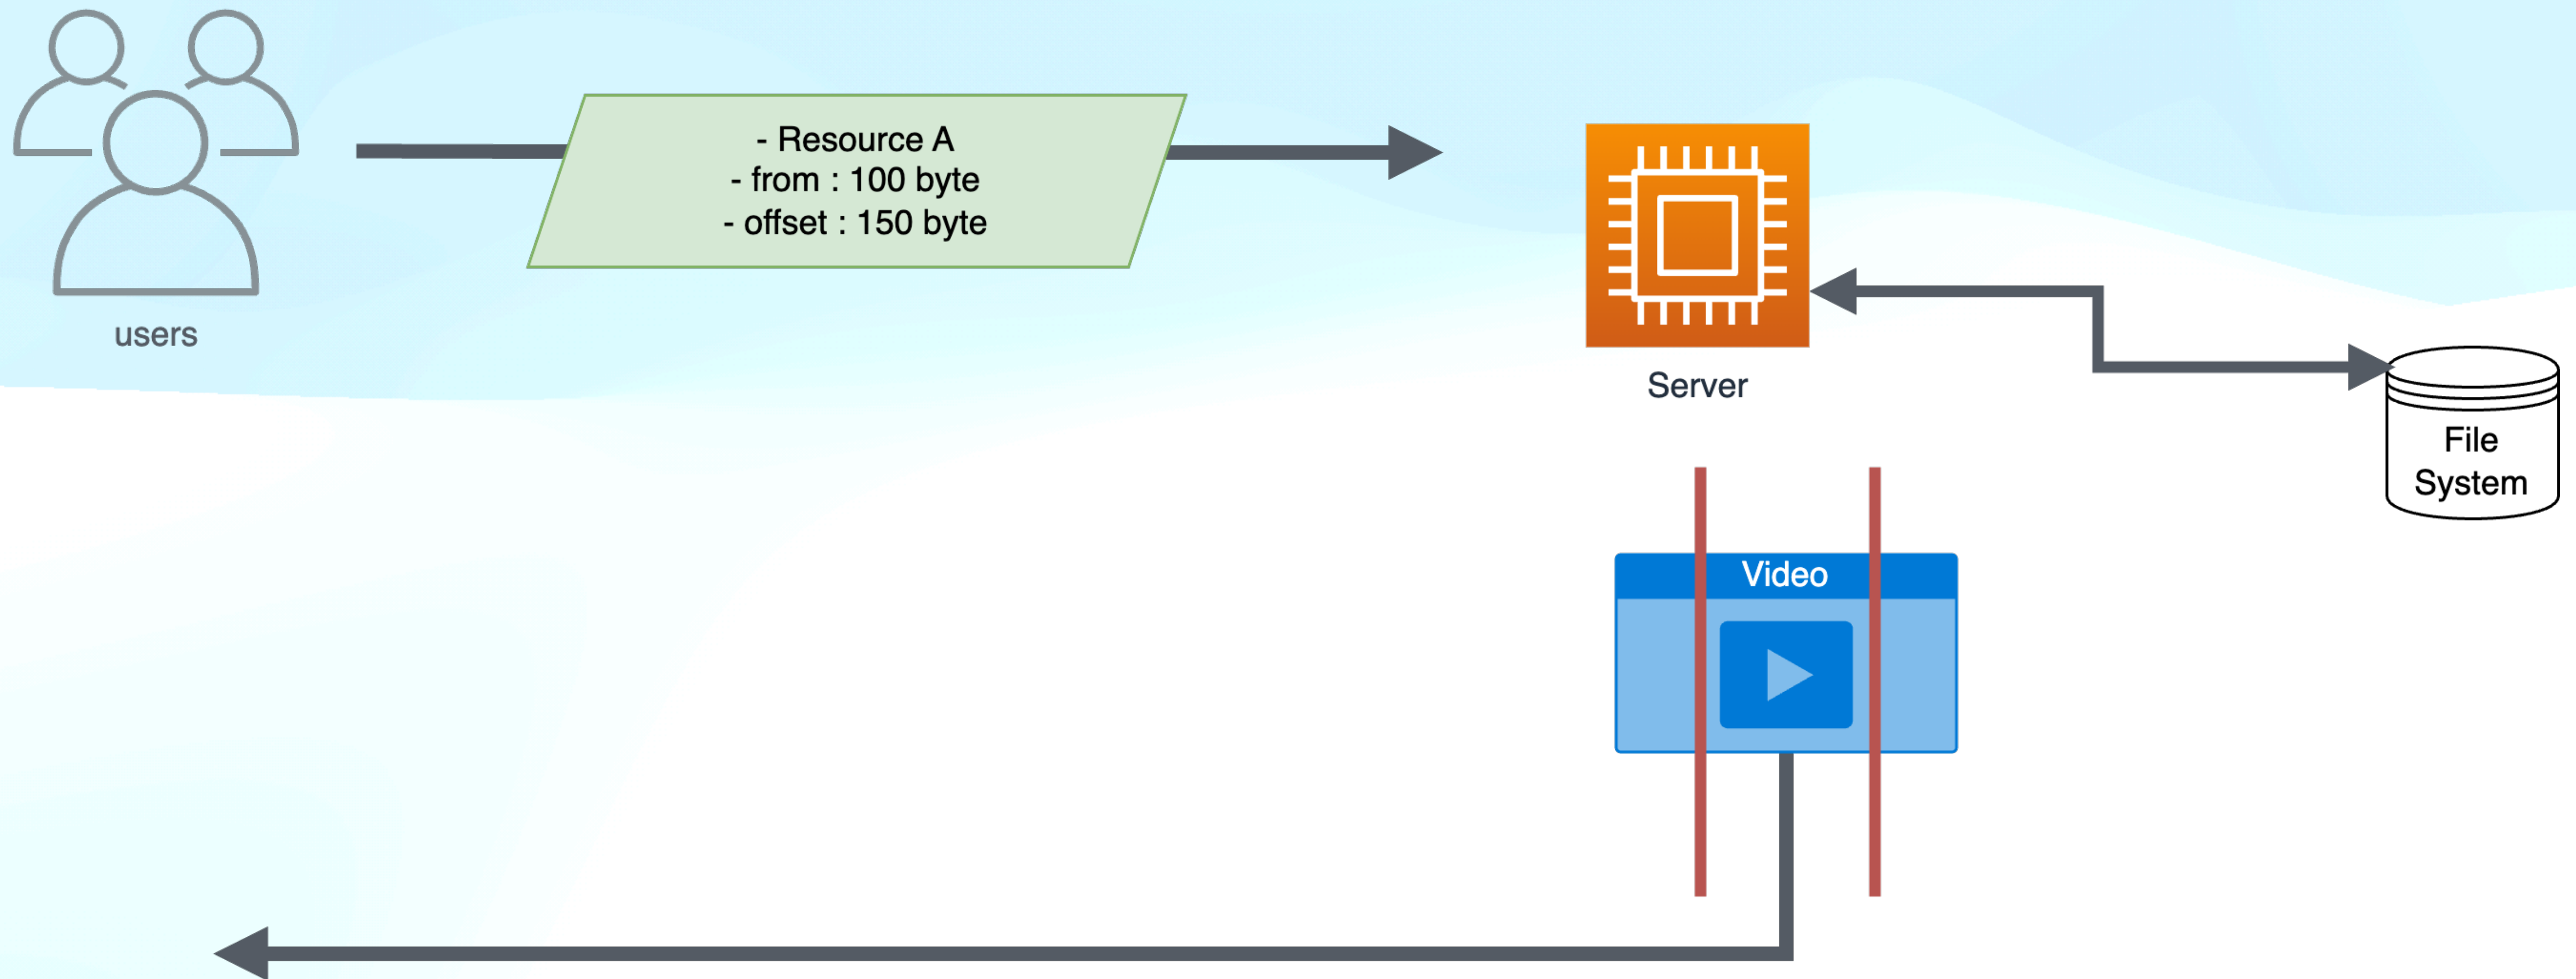 - Resource A
- from : 100 byte
- offset : 150 byte
users
Server
File
System
Video